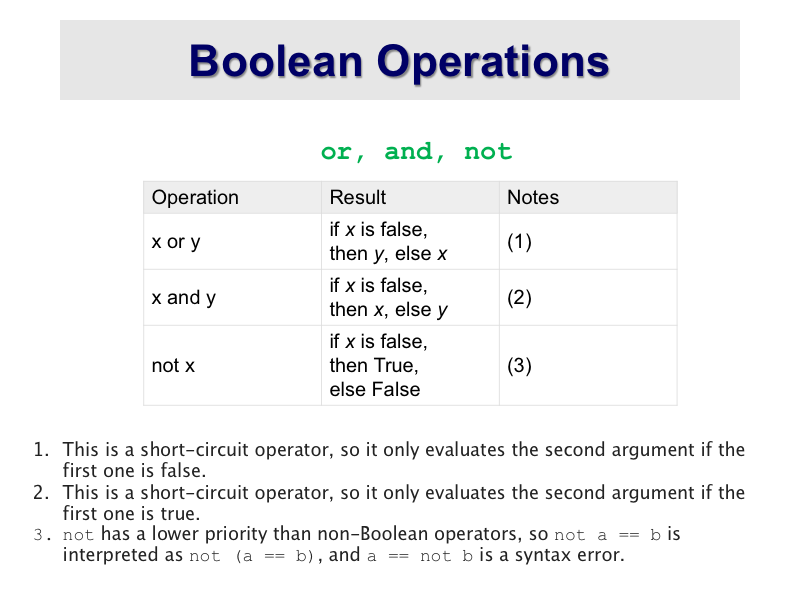 Boolean Operations
or, and, not
Operation Result Notes
x or y
if x is false,
then y, else x
(1)
x and y
if x is false,
then x, else y
(2)
not x
if x is false,
then True,
else False
(3)
1. This is a short-circuit operator, so it only evaluates the second argument if the
first one is false.
2. This is a short-circuit operator, so it only evaluates the second argument if the
first one is true.
3. not has a lower priority than non-Boolean operators, so not a == b is
interpreted as not (a == b), and a == not b is a syntax error.